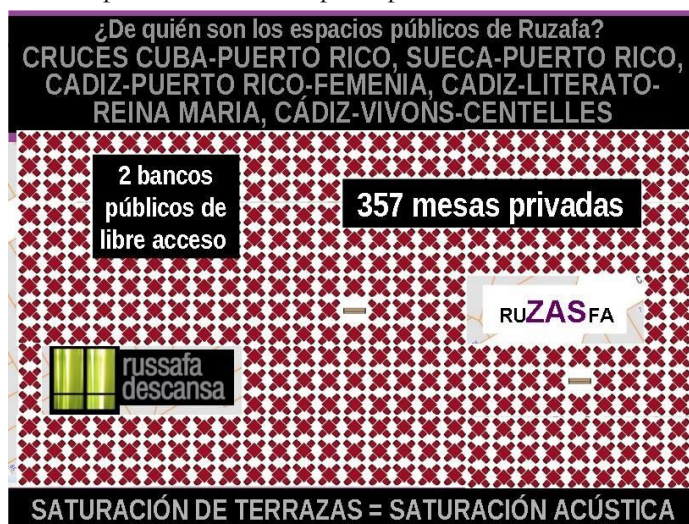 ¿De quién son los espacios públicos de Ruzafa?
CRUCES CUBA-PUERTO RICO, SUECA-PUERTO RICO,
CADIZ-PUERTO RICO-FEMENIA, CADIZ-LITERATO-
REINA MARIA, CÁDIZ-VIVONS-CENTELLES
2 bancos
públicos de
libre acceso
357 mesas privadas
RUZASFA
russafa
descansa
SATURACIÓN DE TERRAZAS = SATURACIÓN ACÚSTICA